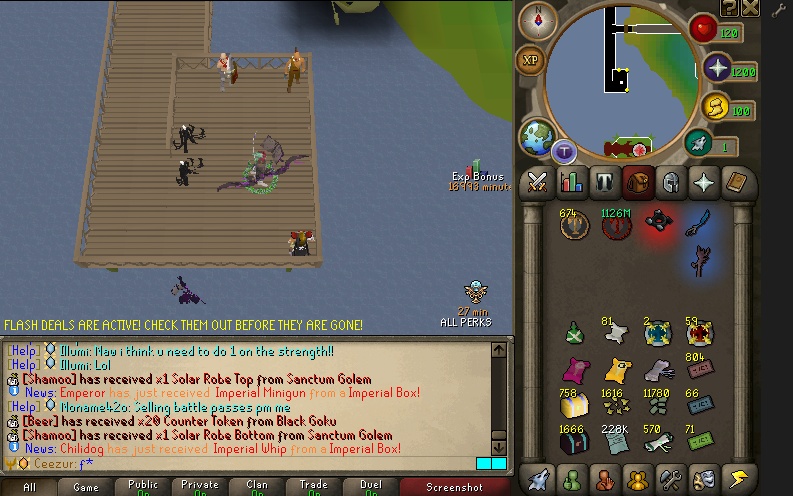 N
120
XP
1200
100
T
1
Exp Bonus
16993 minute
27 min
ALL PERKS
FLASH DEALS ARE ACTIVE! CHECK THEM OUT BEFORE THEY ARE GONE!
674 1126M
81 2 59
804
758 1616 11780 66
1666 228K 570 71
[Help] Illumi: Naw i think u need to do 1 on the strength!!
[Help] Illumi: Lol
[Shamoo] has received x1 Solar Robe Top from Sanctum Golem
News: Emperor has just received Imperial Minigun from a Imperial Box!
[Help] Noname420: Selling battle passes pm me
[Beer] has received x20 Counter Token from Black Goku
[Shamoo] has received x1 Solar Robe Bottom from Sanctum Golem
News: Chilidog has just received Imperial Whip from a Imperial Box!
Ceezur: f*
All Game Public Private Clan Trade Duel Screenshot
On On On On On